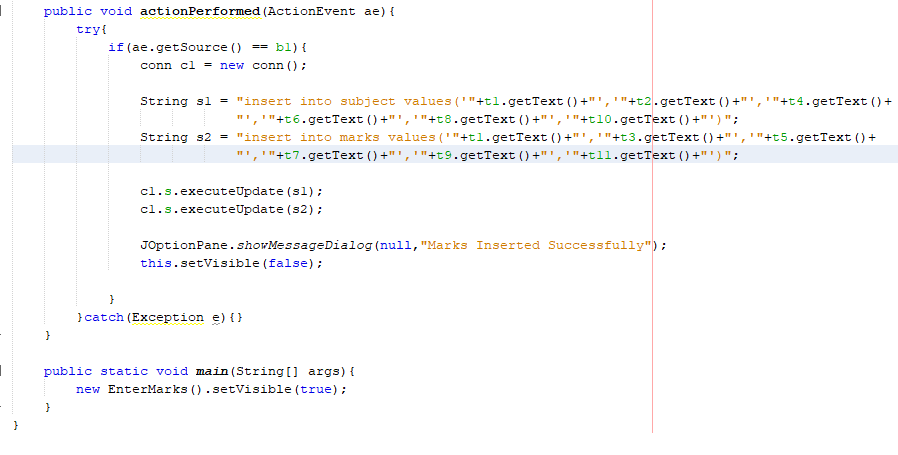 public void actionPerformed(ActionEvent ae){
try{
if(ae.getSource() == b1){
conn c1 = new conn();
String s1 = "insert into subject values('"+t1.getText()+"','"+t2.getText()+"','"+t4.getText()+
"','"+t6.getText()+"','"+t8.getText()+"','"+t10.getText()+"')";
String s2 = "insert into marks values('"+t1.getText()+"','"+t3.getText()+"','"+t5.getText()+
"','"+t7.getText()+"','"+t9.getText()+"','"+t11.getText()+"')";
c1.s.executeUpdate(s1);
c1.s.executeUpdate(s2);
JOptionPane.showMessageDialog(null,"Marks Inserted Successfully");
this.setVisible(false);
}
}catch(Exception e){}
}
public static void main(String[] args){
new EnterMarks().setVisible(true);
}
}